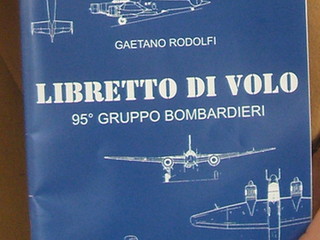 GAETANO RODOLFI
LIBRETTO DI VOLO
95° GRUPPO BOMBARDIERI